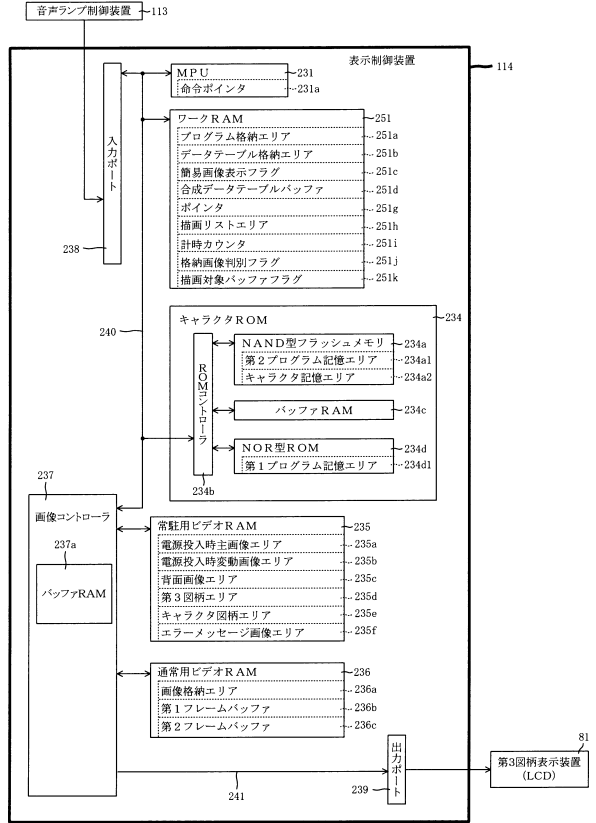 音声ランプ制御装置 113
表示制御装置
114
MPU 231
命令ポインタ 231a
入力ポート
238
ワークRAM 251
プログラム格納エリア 251a
データテーブル格納エリア 251b
簡易画像表示フラグ 251c
合成データテーブルバッファ 251d
ポインタ 251g
描画リストエリア 251h
計時カウンタ 251i
格納画像判別フラグ 251j
描画対象バッファフラグ 251k
240
キャラクタROM 234
ROMコントローラ
234b
NAND型フラッシュメモリ 234a
第2プログラム記憶エリア 234a1
キャラクタ記憶エリア 234a2
バッファRAM 234c
NOR型ROM 234d
第1プログラム記憶エリア 234d1
237
画像コントローラ
237a
バッファRAM
常駐用ビデオRAM 235
電源投入時主画像エリア 235a
電源投入時変動画像エリア 235b
背面画像エリア 235c
第3図柄エリア 235d
キャラクタ図柄エリア 235e
エラーメッセージ画像エリア 235f
通常用ビデオRAM 236
画像格納エリア 236a
第1フレームバッファ 236b
第2フレームバッファ 236c
241
出力ポート
239
81
第3図柄表示装置
(LCD)